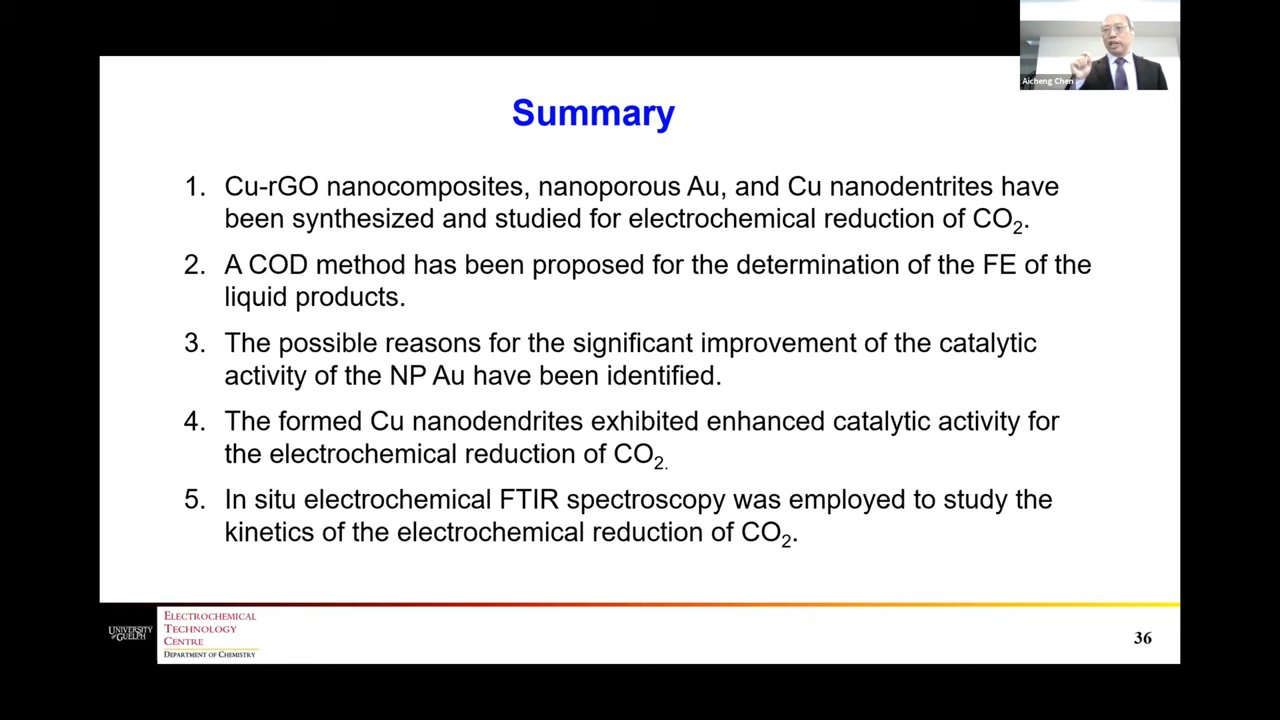 Aicheng Chen
Summary
1. Cu-rGO nanocomposites, nanoporous Au, and Cu nanodentrites have
been synthesized and studied for electrochemical reduction of CO₂.
2. A COD method has been proposed for the determination of the FE of the
liquid products.
3. The possible reasons for the significant improvement of the catalytic
activity of the NP Au have been identified.
4. The formed Cu nanodendrites exhibited enhanced catalytic activity for
the electrochemical reduction of CO₂.
5. In situ electrochemical FTIR spectroscopy was employed to study the
kinetics of the electrochemical reduction of CO₂.
UNIVERSITY
of GUELPH
ELECTROCHEMICAL
TECHNOLOGY
CENTRE
DEPARTMENT OF CHEMISTRY
36